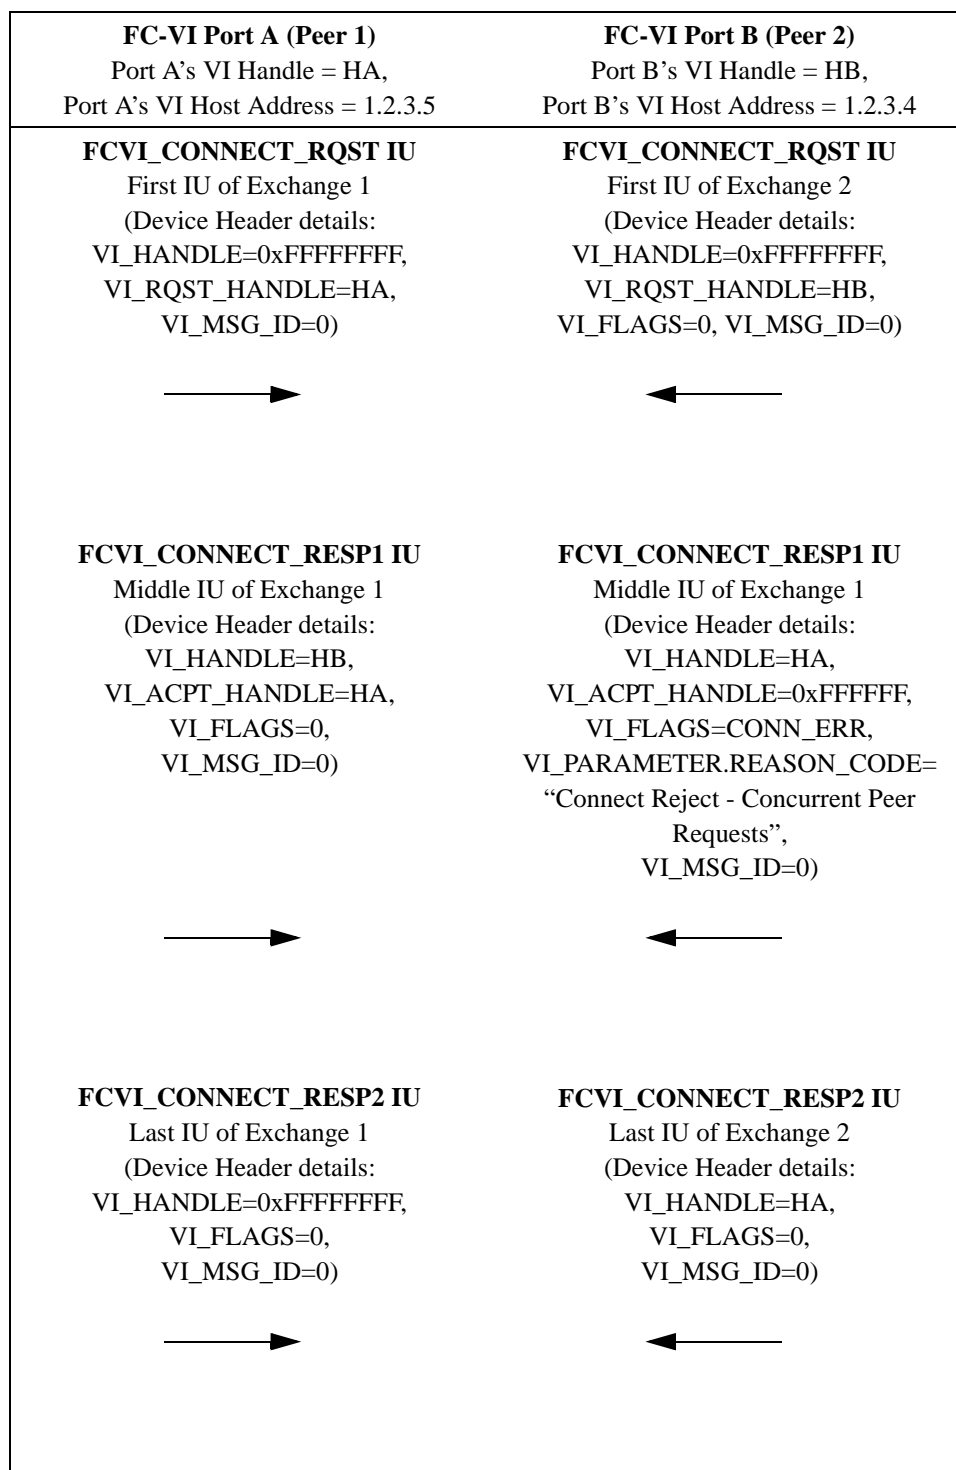 FC-VI Port A (Peer 1)
Port A's VI Handle = HA,
Port A's VI Host Address = 1.2.3.5
FC-VI Port B (Peer 2)
Port B's VI Handle = HB,
Port B's VI Host Address = 1.2.3.4
FCVI_CONNECT_RQST IU
First IU of Exchange 1
(Device Header details:
VI_HANDLE=0xFFFFFFFF,
VI_RQST_HANDLE=HA,
VI_MSG_ID=0)
FCVI_CONNECT_RQST IU
First IU of Exchange 2
(Device Header details:
VI_HANDLE=0xFFFFFFFF,
VI_RQST_HANDLE=HB,
VI_FLAGS=0, VI_MSG_ID=0)
FCVI_CONNECT_RESP1 IU
Middle IU of Exchange 1
(Device Header details:
VI_HANDLE=HB,
VI_ACPT_HANDLE=HA,
VI_FLAGS=0,
VI_MSG_ID=0)
FCVI_CONNECT_RESP1 IU
Middle IU of Exchange 1
(Device Header details:
VI_HANDLE=HA,
VI_ACPT_HANDLE=0xFFFFFF,
VI_FLAGS=CONN_ERR,
VI_PARAMETER.REASON_CODE=
“Connect Reject - Concurrent Peer
Requests”,
VI_MSG_ID=0)
FCVI_CONNECT_RESP2 IU
Last IU of Exchange 1
(Device Header details:
VI_HANDLE=0xFFFFFFFF,
VI_FLAGS=0,
VI_MSG_ID=0)
FCVI_CONNECT_RESP2 IU
Last IU of Exchange 2
(Device Header details:
VI_HANDLE=HA,
VI_FLAGS=0,
VI_MSG_ID=0)